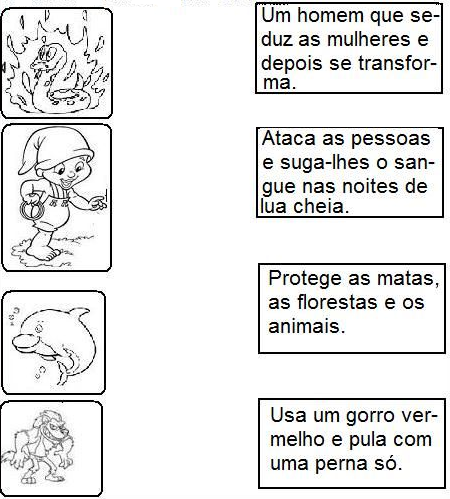 Um homem que se-
duz as mulheres e
depois se transfor-
ma.
Ataca as pessoas
e suga-lhes o san-
gue nas noites de
lua cheia.
Protege as matas,
as florestas e os
animais.
Usa um gorro ver-
melho e pula com
uma perna só.